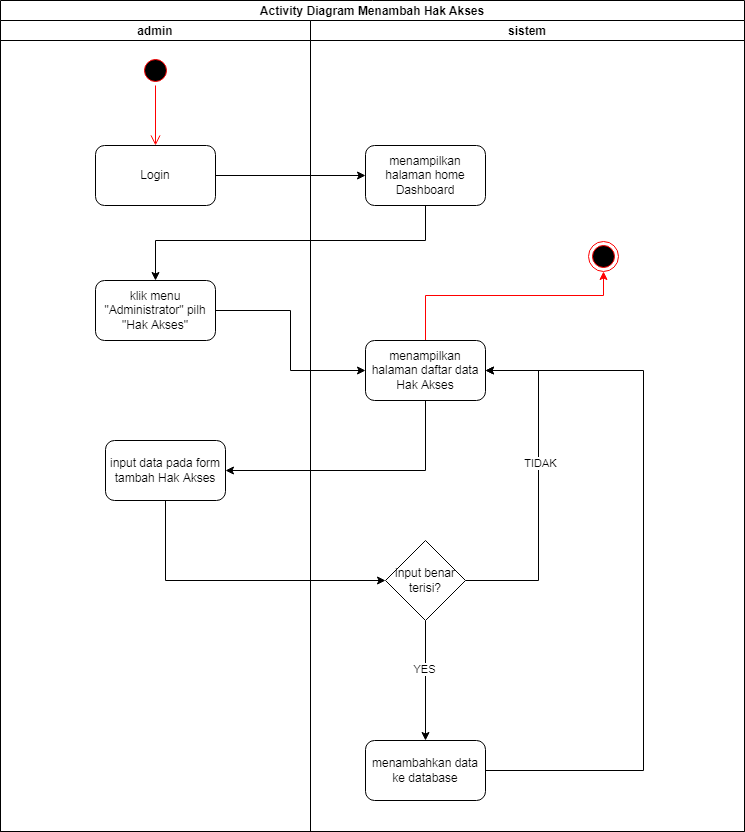 Activity Diagram Menambah Hak Akses
admin
sistem
Login
menampilkan
halaman home
Dashboard
klik menu
"Administrator" pilh
"Hak Akses"
menampilkan
halaman daftar data
Hak Akses
input data pada form
tambah Hak Akses
TIDAK
input benar
terisi?
YES
menambahkan data
ke database